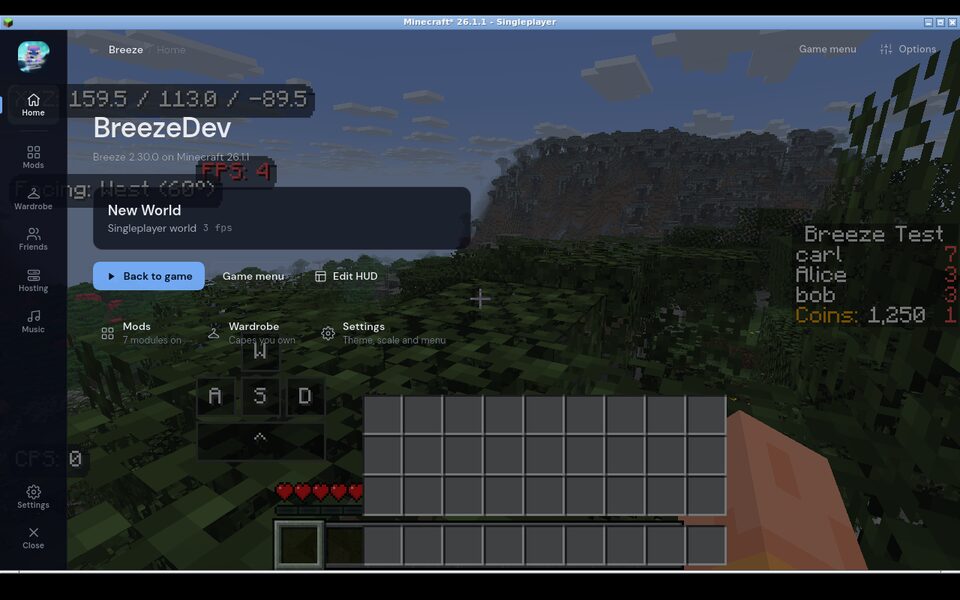 Minecraft* 26.1.1 - Singleplayer
Breeze Home
Game menu
Options
159.5 / 113.0 / -89.5
Home
BreezeDev
Breeze 2.30.0 on Minecraft 26.1.1
FPS: 4
Mods
Facing: West (60°)
Wardrobe
New World
Singleplayer world 3 fps
Friends
Breeze Test
carl 7
Alice 3
bob 3
Coins: 1,250 1
Back to game
Game menu
Edit HUD
Hosting
Music
Mods
7 modules on
Wardrobe
Capes you own
Settings
Theme, scale and menu
W
A S D
^
CPS: 0
Settings
Close